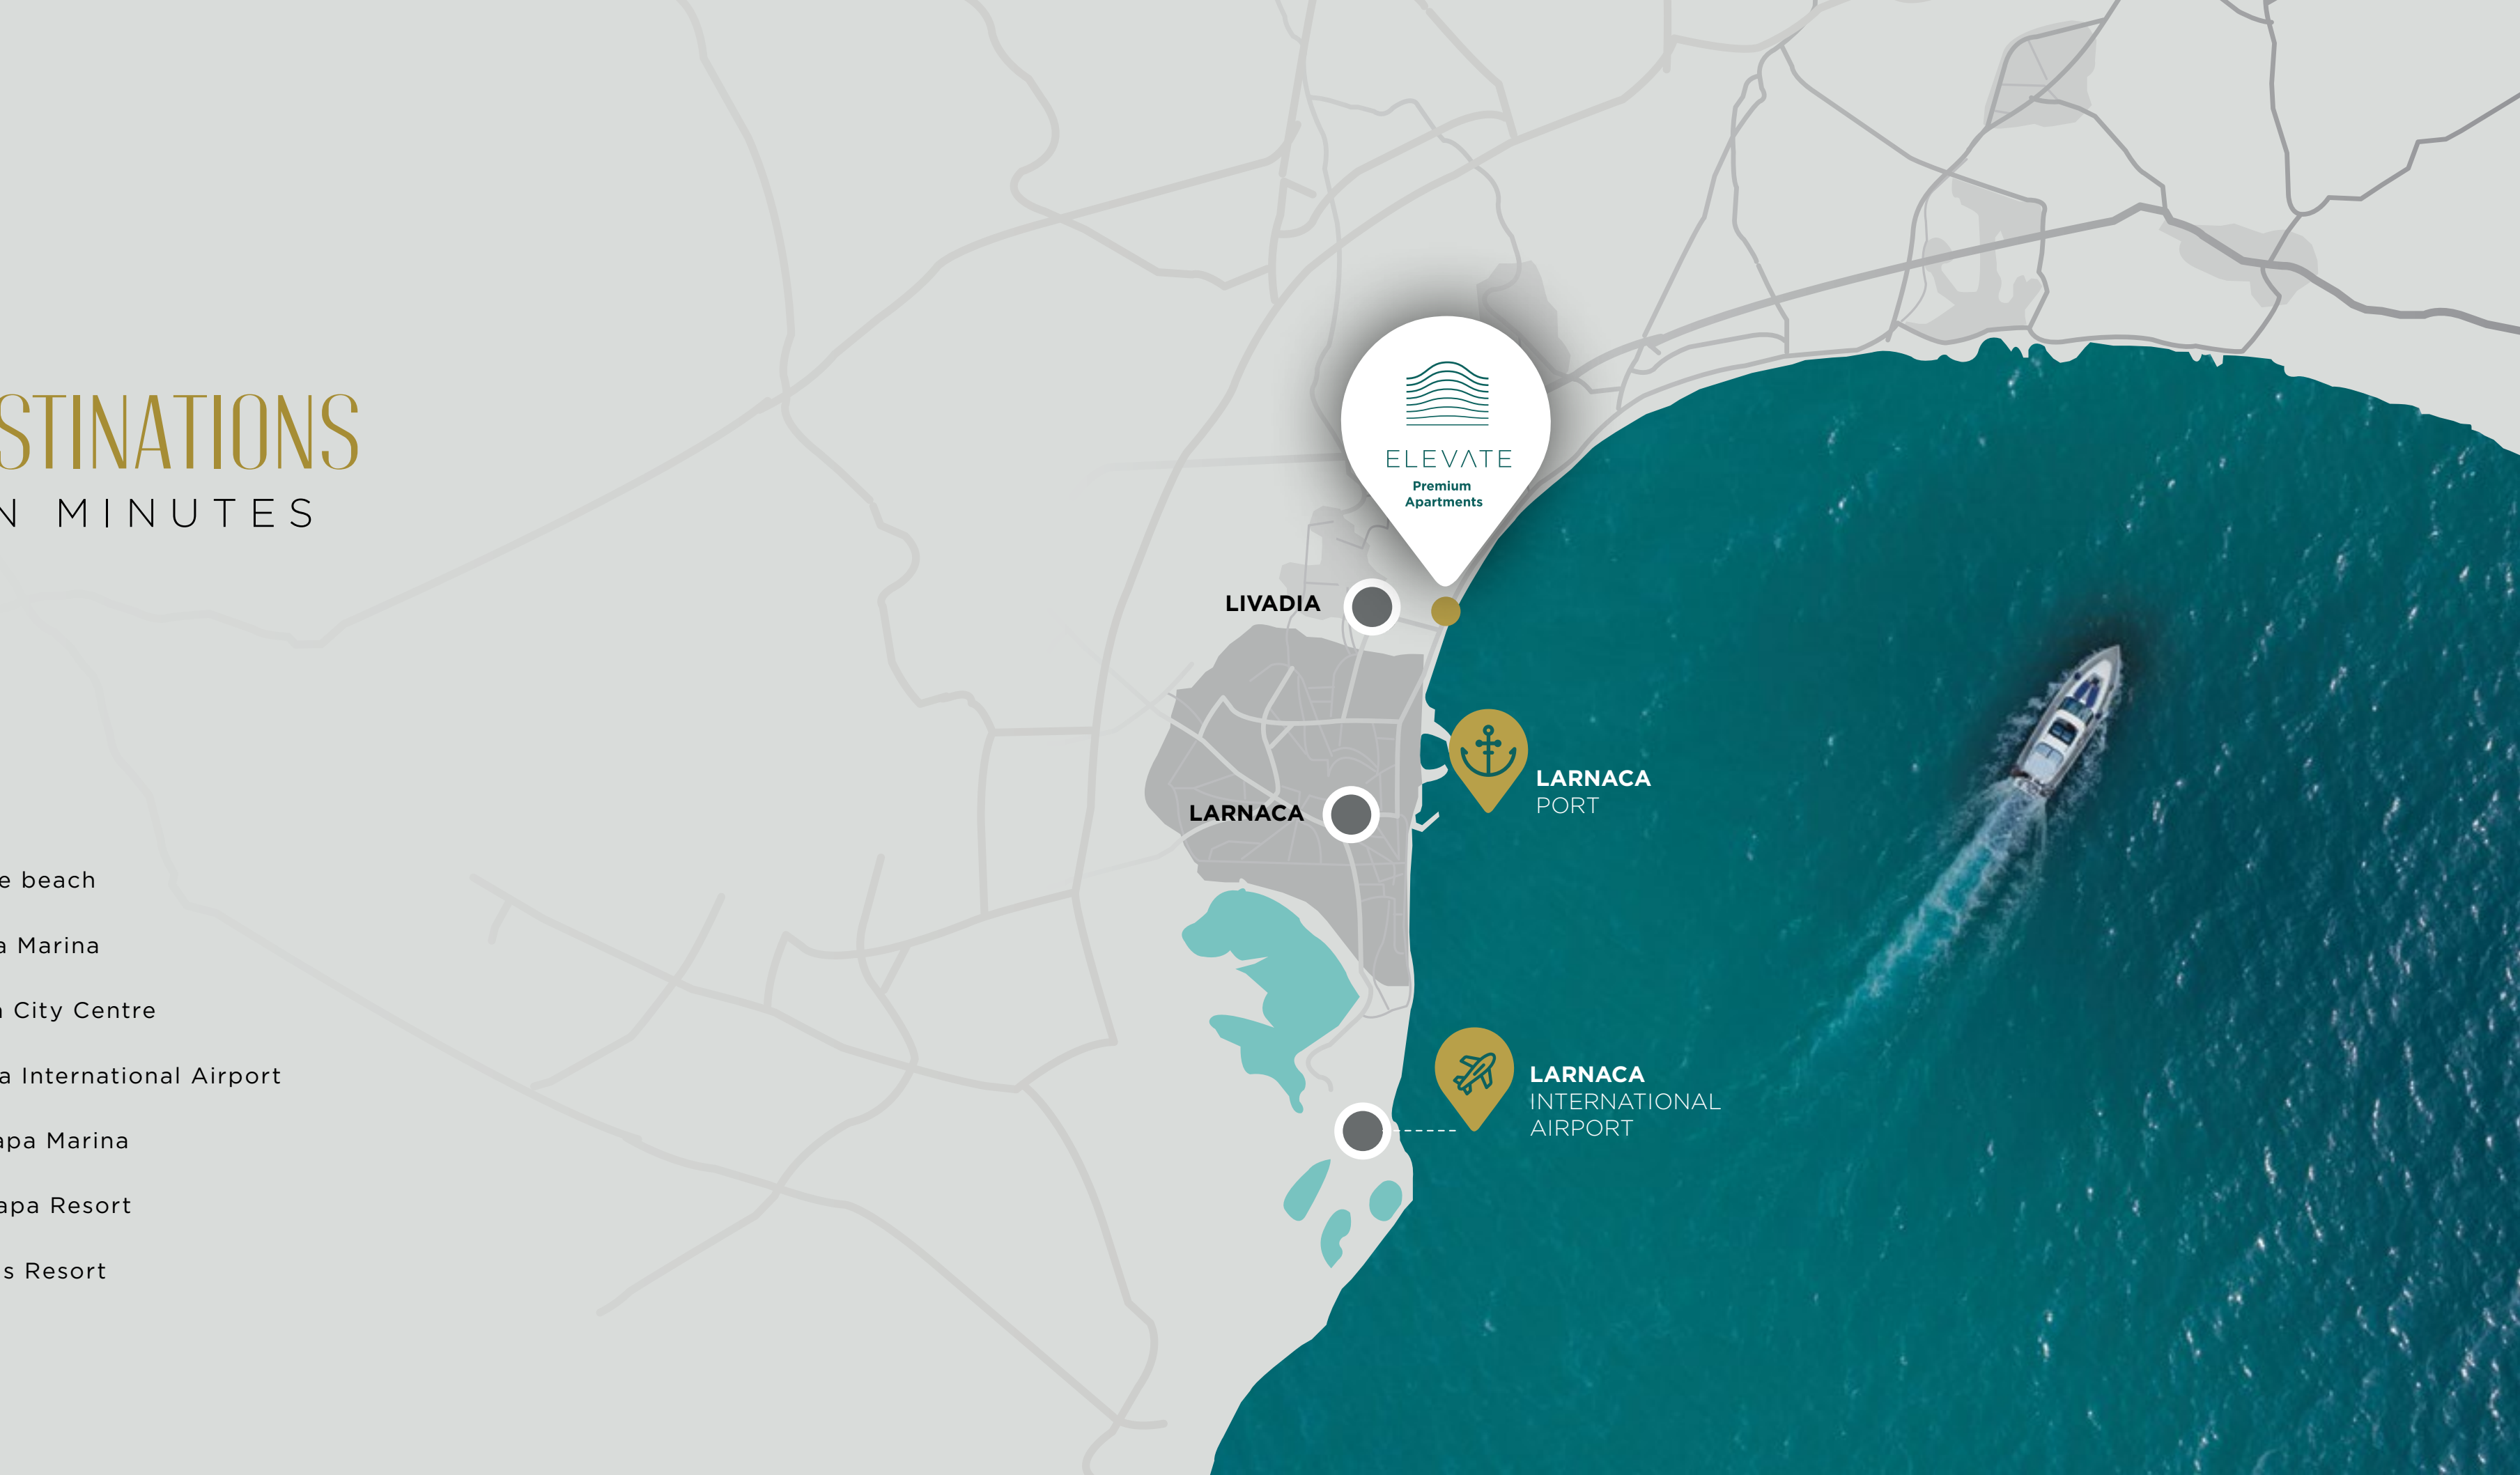 STINATIONS
N MINUTES
e beach
a Marina
City Centre
a International Airport
apa Marina
apa Resort
s Resort
ELEVATE
Premium
Apartments
LIVADIA
LARNACA
PORT
LARNACA
LARNACA
INTERNATIONAL
AIRPORT